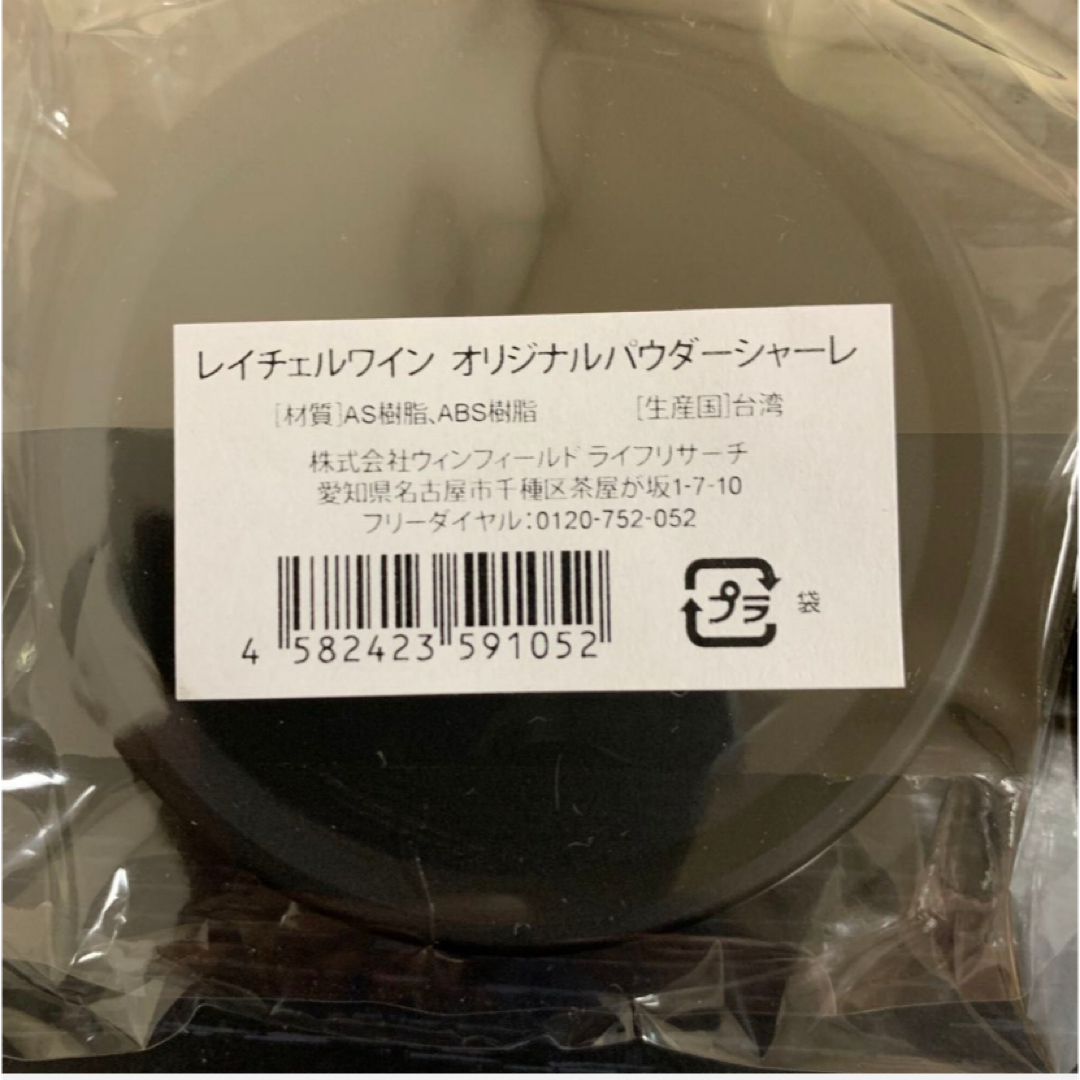 レイチェルワイン オリジナルパウダーシャーレ
[材質]AS樹脂、ABS樹脂 [生産国]台湾
株式会社ウィンフィールド ライフリサーチ
愛知県名古屋市千種区茶屋が坂1-7-10
フリーダイヤル:0120-752-052
プラ 袋
4 582423 591052